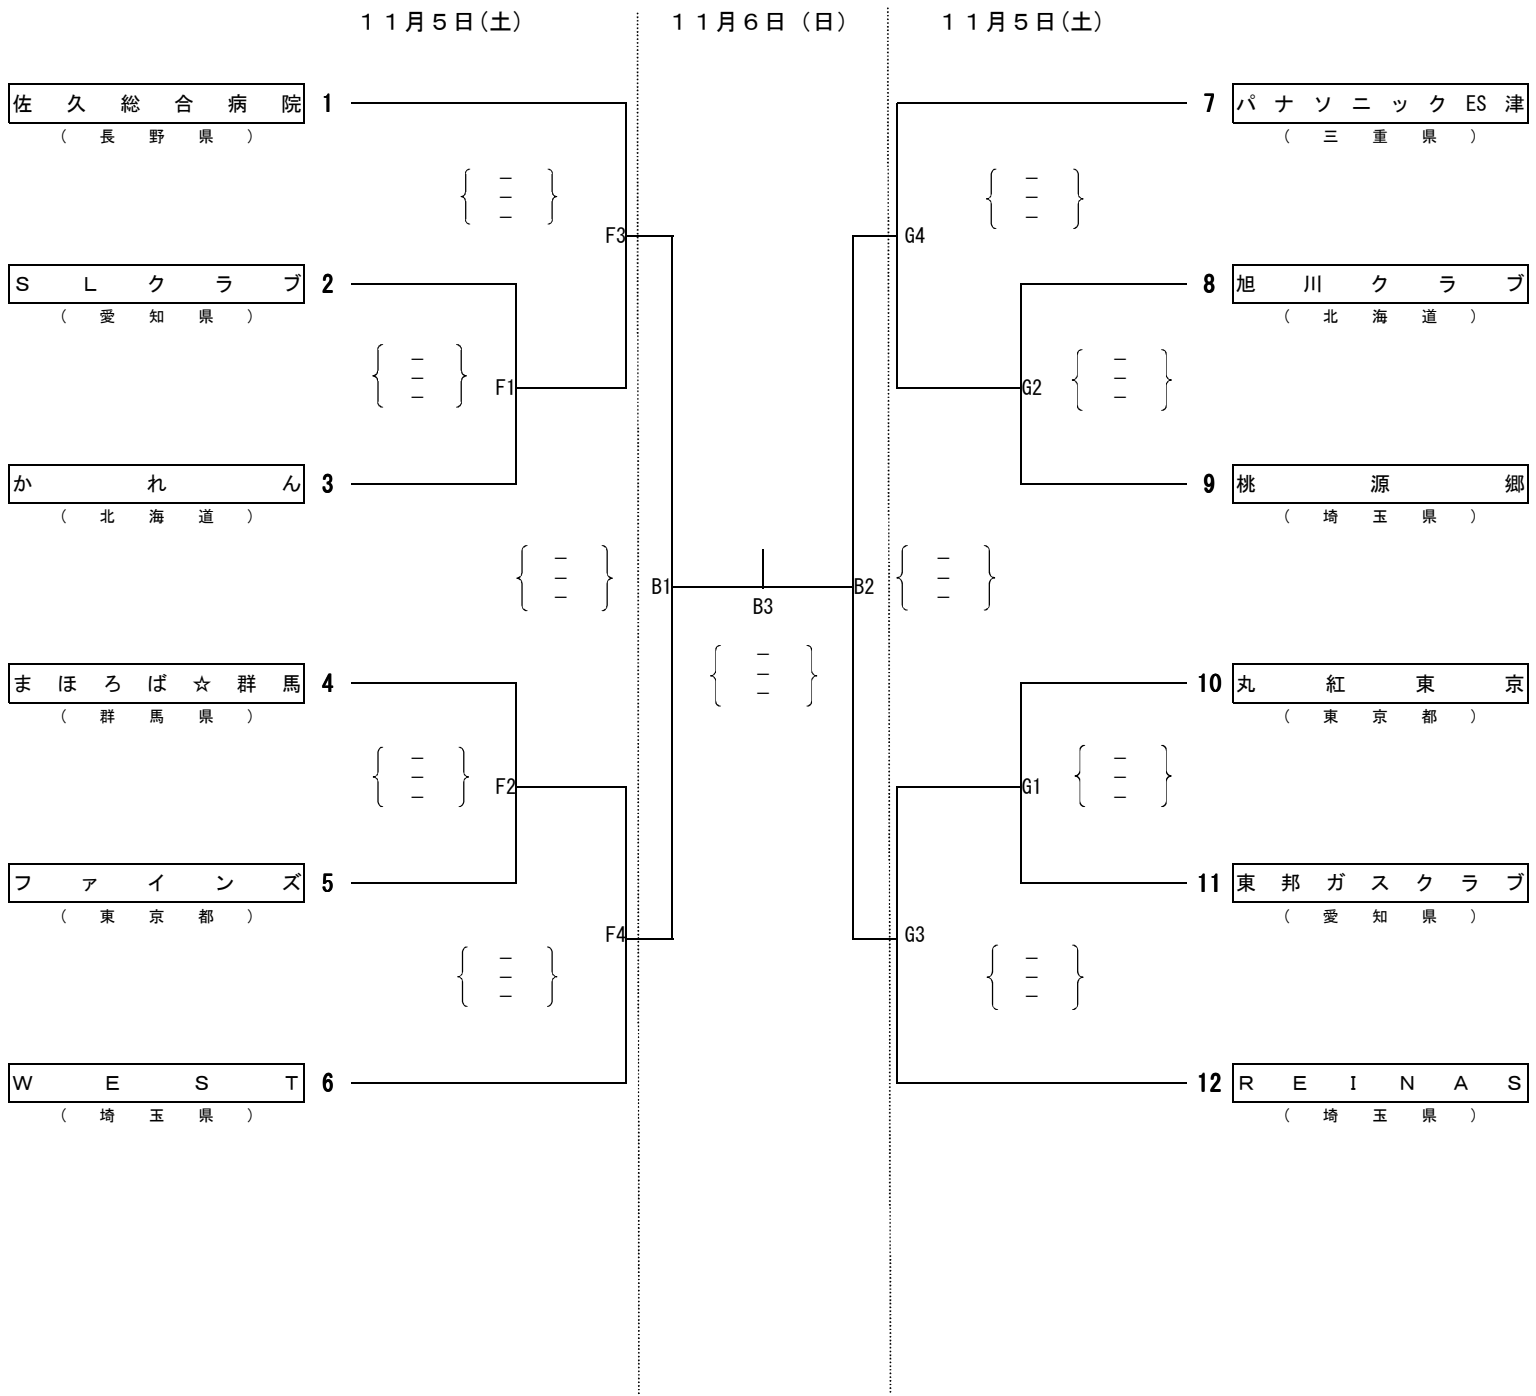 11月5日(土) 11月6日(日) 11月5日(土)
佐久総合病院 1
(長野県)
SLクラブ 2
(愛知県)
かれん 3
(北海道)
まほろば☆群馬 4
(群馬県)
ファインズ 5
(東京都)
WEST 6
(埼玉県)
F3
F1
F2
F4
B1
B3
B2
G4
G2
G1
G3
7 パナソニックES津
(三重県)
8 旭川クラブ
(北海道)
9 桃源郷
(埼玉県)
10 丸紅東京
(東京都)
11 東邦ガスクラブ
(愛知県)
12 REINAS
(埼玉県)